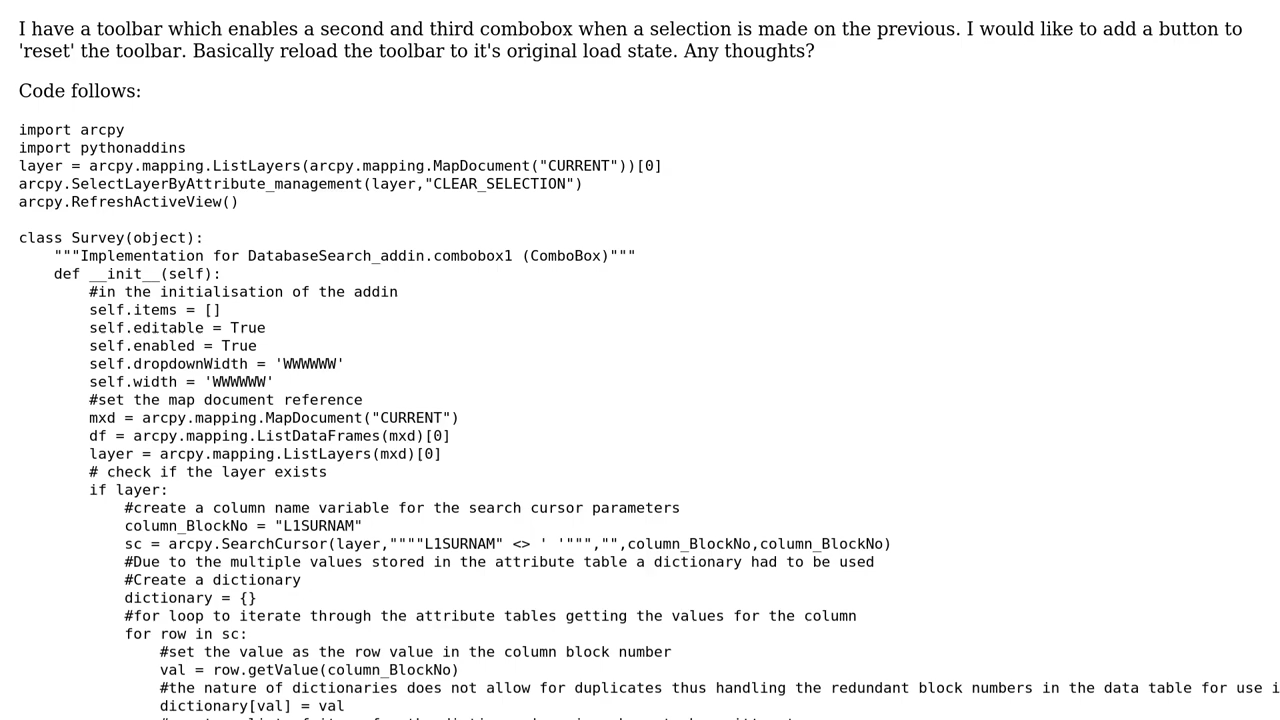 I have a toolbar which enables a second and third combobox when a selection is made on the previous. I would like to add a button to
'reset' the toolbar. Basically reload the toolbar to it's original load state. Any thoughts?
Code follows:
import arcpy
import pythonaddins
layer = arcpy.mapping.ListLayers(arcpy.mapping.MapDocument("CURRENT"))[0]
arcpy.SelectLayerByAttribute_management(layer,"CLEAR_SELECTION")
arcpy.RefreshActiveView()
class Survey(object):
    """Implementation for DatabaseSearch_addin.combobox1 (ComboBox)"""
    def __init__(self):
        #in the initialisation of the addin
        self.items = []
        self.editable = True
        self.enabled = True
        self.dropdownWidth = 'WWWWWW'
        self.width = 'WWWWWW'
        #set the map document reference
        mxd = arcpy.mapping.MapDocument("CURRENT")
        df = arcpy.mapping.ListDataFrames(mxd)[0]
        layer = arcpy.mapping.ListLayers(mxd)[0]
        # check if the layer exists
        if layer:
            #create a column name variable for the search cursor parameters
            column_BlockNo = "L1SURNAM"
            sc = arcpy.SearchCursor(layer,""""L1SURNAM" <> ' '""","",column_BlockNo,column_BlockNo)
            #Due to the multiple values stored in the attribute table a dictionary had to be used
            #Create a dictionary
            dictionary = {}
            #for loop to iterate through the attribute tables getting the values for the column
            for row in sc:
                #set the value as the row value in the column block number
                val = row.getValue(column_BlockNo)
                #the nature of dictionaries does not allow for duplicates thus handling the redundant block numbers in the data table for use
                dictionary[val] = val